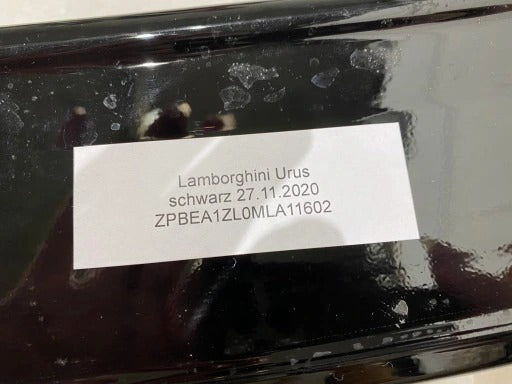 Lamborghini Urus
schwarz 27.11.2020
ZPBEA1ZL0MLA11602